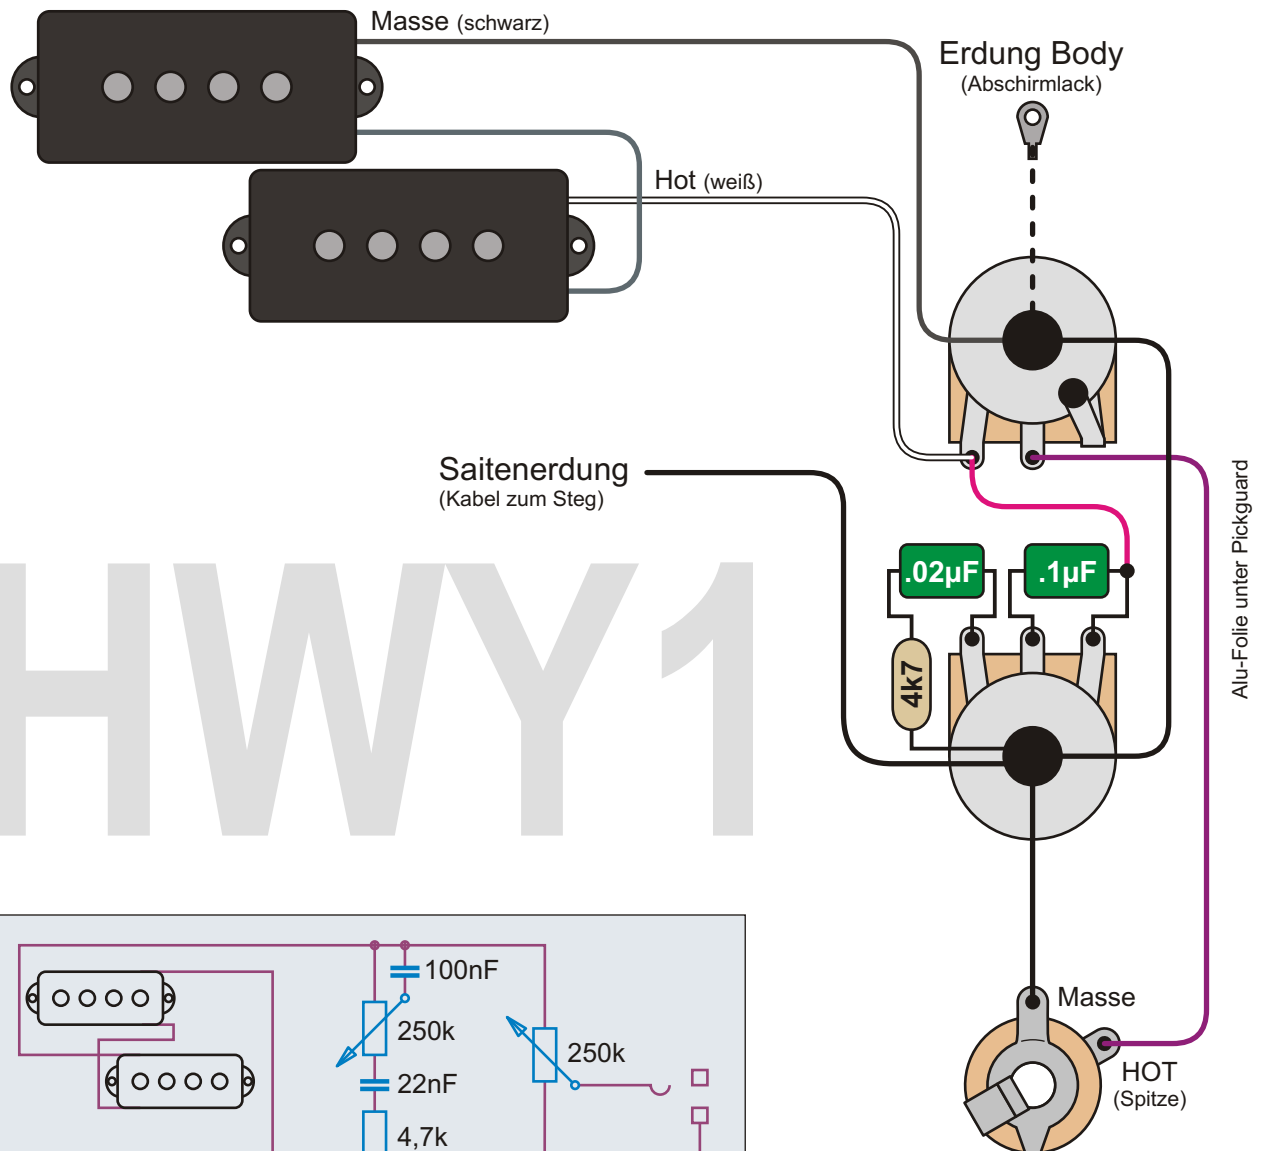 Masse (schwarz)
Erdung Body
(Abschirmlack)
Hot (weiß)
Saitenerdung
(Kabel zum Steg)
Alu-Folie unter Pickguard
.02µF
.1µF
4k7
HWY1
100nF
250k
250k
22nF
4,7k
Masse
HOT
(Spitze)